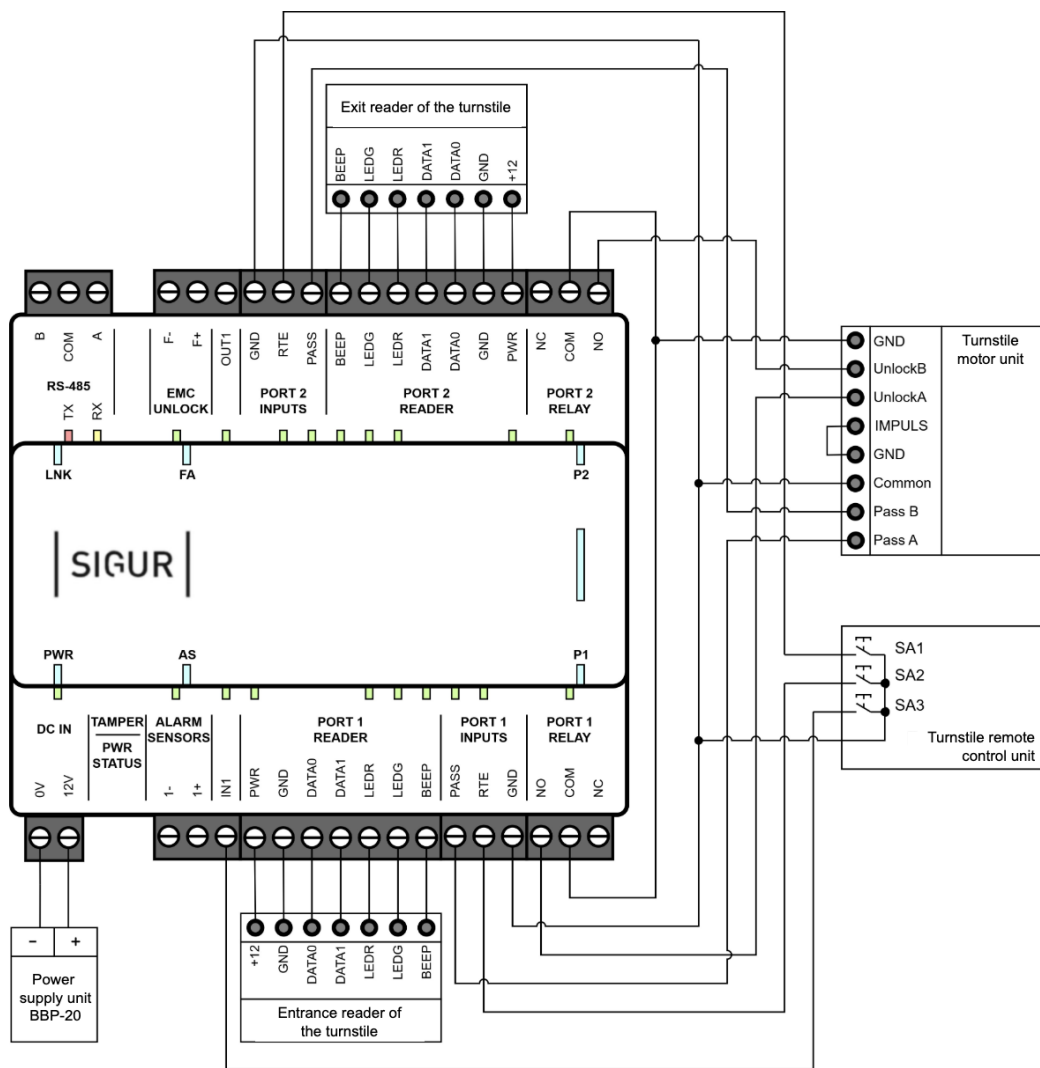 Exit reader of the turnstile
BEEP
LEDG
LEDR
DATA1
DATA0
GND
+12
B
COM
A
F-
F+
OUT1
GND
RTE
PASS
BEEP
LEDG
LEDR
DATA1
DATA0
GND
PWR
NC
COM
NO
RS-485
EMC
UNLOCK
PORT 2
INPUTS
PORT 2
READER
PORT 2
RELAY
TX
RX
LNK
FA
P2
SIGUR
PWR
AS
P1
DC IN
TAMPER
PWR
STATUS
ALARM
SENSORS
PORT 1
READER
PORT 1
INPUTS
PORT 1
RELAY
0V
12V
1-
1+
IN1
PWR
GND
DATA0
DATA1
LEDR
LEDG
BEEP
PASS
RTE
GND
NO
COM
NC
- +
Power
supply unit
BBP-20
+12
GND
DATA0
DATA1
LEDR
LEDG
BEEP
Entrance reader of
the turnstile
Turnstile
motor unit
GND
UnlockB
UnlockA
IMPULS
GND
Common
Pass B
Pass A
SA1
SA2
SA3
Turnstile remote
control unit